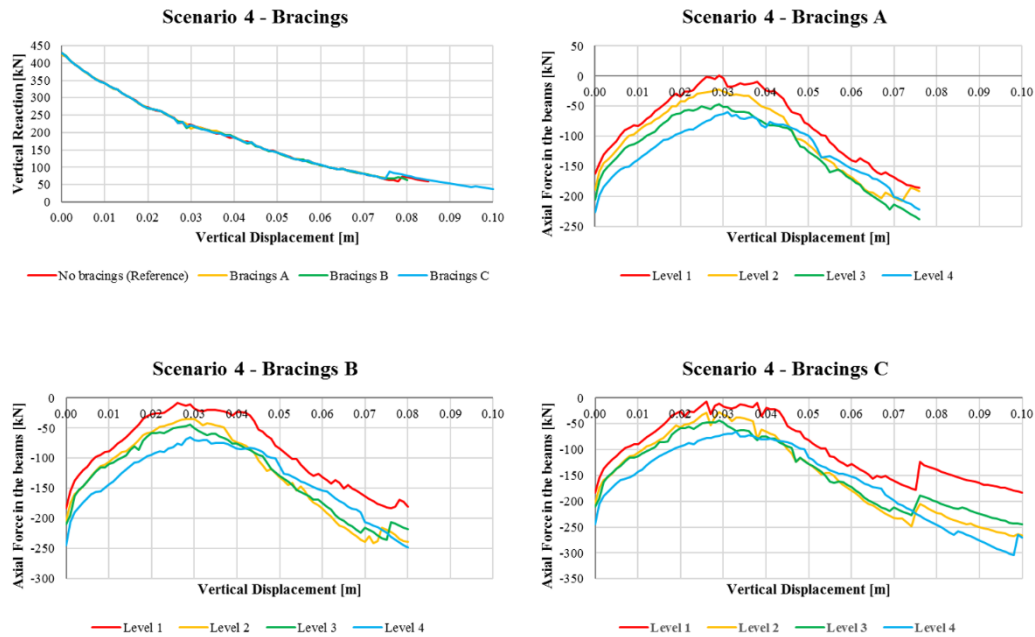 Scenario 4 - Bracings
Vertical Reaction [kN]
450
400
350
300
250
200
150
100
50
0
0.00 0.01 0.02 0.03 0.04 0.05 0.06 0.07 0.08 0.09 0.10
Vertical Displacement [m]
No bracings (Reference) Bracings A Bracings B Bracings C
Scenario 4 - Bracings A
Axial Force in the beams [kN]
50
0
-50
-100
-150
-200
-250
0.00 0.01 0.02 0.03 0.04 0.05 0.06 0.07 0.08 0.09 0.10
Vertical Displacement [m]
Level 1 Level 2 Level 3 Level 4
Scenario 4 - Bracings B
Axial Force in the beams [kN]
0
-50
-100
-150
-200
-250
-300
0.00 0.01 0.02 0.03 0.04 0.05 0.06 0.07 0.08 0.09 0.10
Vertical Displacement [m]
Level 1 Level 2 Level 3 Level 4
Scenario 4 - Bracings C
Axial Force in the beams [kN]
0
-50
-100
-150
-200
-250
-300
-350
0.00 0.01 0.02 0.03 0.04 0.05 0.06 0.07 0.08 0.09 0.10
Vertical Displacement [m]
Level 1 Level 2 Level 3 Level 4